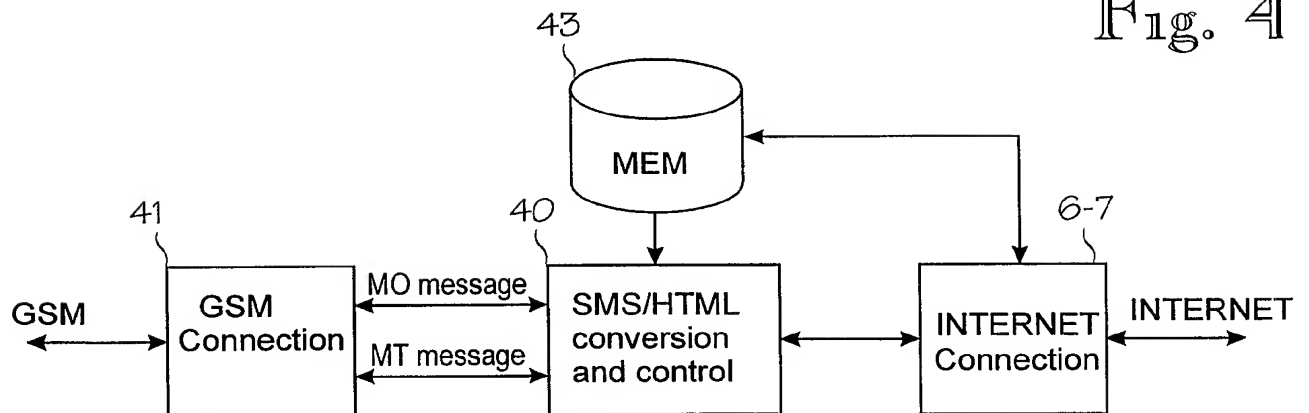 Fig. 4
43
MEM
41
40
6-7
GSM
GSM
Connection
MO message
MT message
SMS/HTML
conversion
and control
INTERNET
Connection
INTERNET